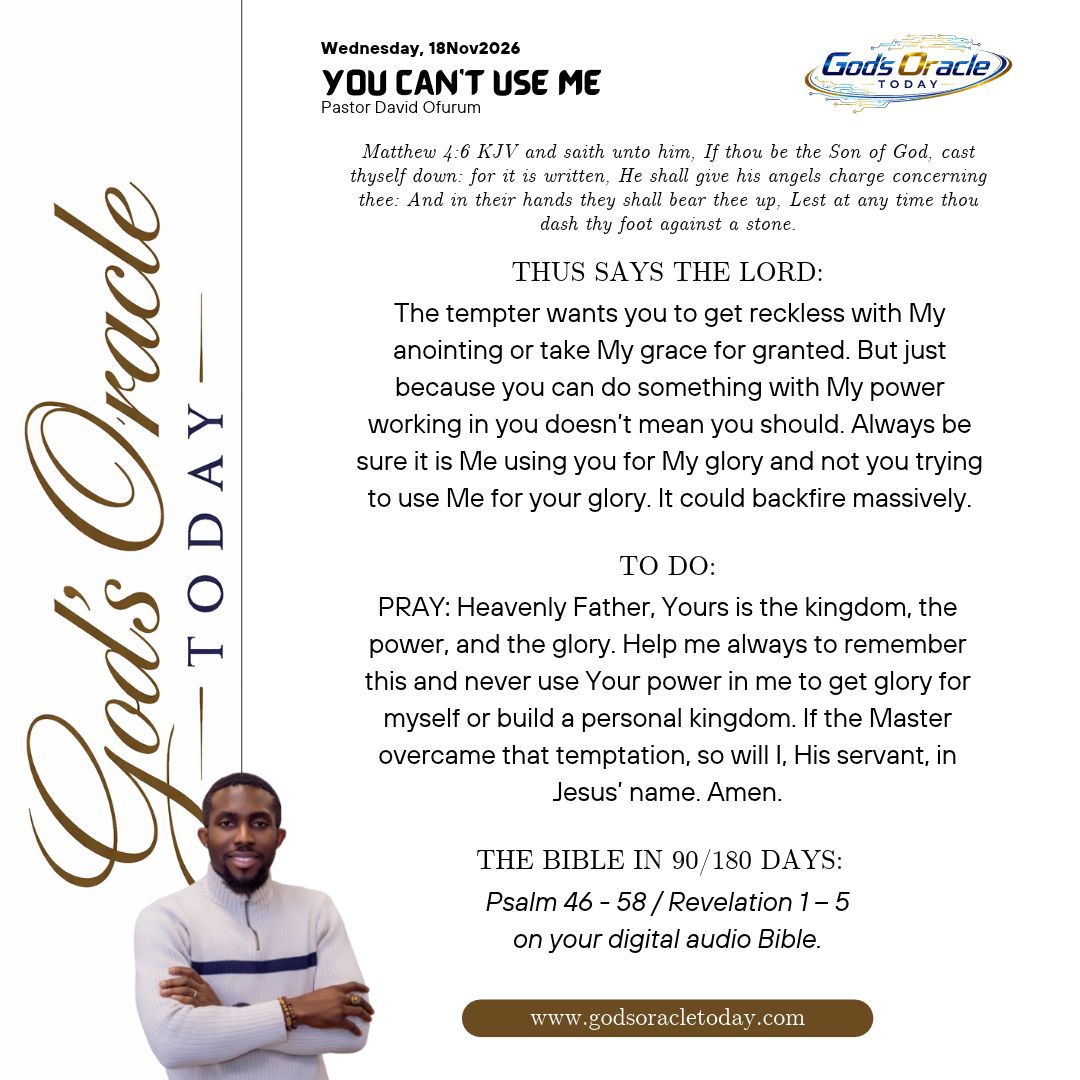 Wednesday, 18Nov2026
YOU CAN'T USE ME
Pastor David Ofurum
God's Oracle
TODAY
Matthew 4:6 KJV and saith unto him, If thou be the Son of God, cast
thyself down: for it is written, He shall give his angels charge concerning
thee: And in their hands they shall bear thee up, Lest at any time thou
dash thy foot against a stone.
THUS SAYS THE LORD:
The tempter wants you to get reckless with My
anointing or take My grace for granted. But just
because you can do something with My power
working in you doesn't mean you should. Always be
sure it is Me using you for My glory and not you trying
to use Me for your glory. It could backfire massively.
TO DO:
PRAY: Heavenly Father, Yours is the kingdom, the
power, and the glory. Help me always to remember
this and never use Your power in me to get glory for
myself or build a personal kingdom. If the Master
overcame that temptation, so will I, His servant, in
Jesus' name. Amen.
THE BIBLE IN 90/180 DAYS:
Psalm 46 - 58 / Revelation 1 – 5
on your digital audio Bible.
www.godsoracletoday.com
God's Oracle
TODAY